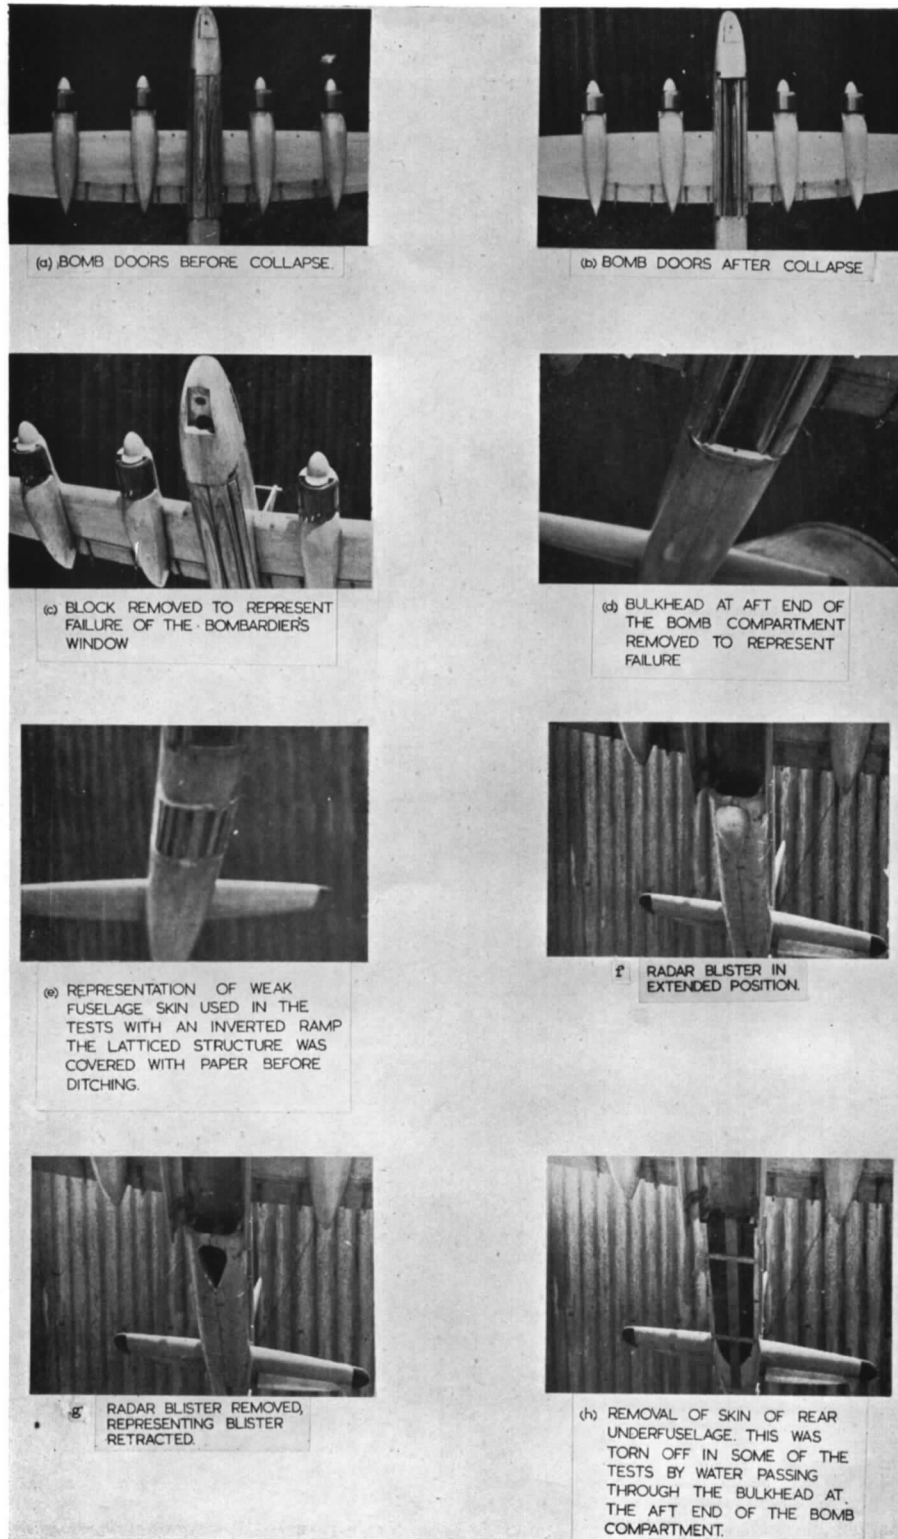 (a) BOMB DOORS BEFORE COLLAPSE.
(b) BOMB DOORS AFTER COLLAPSE
(c) BLOCK REMOVED TO REPRESENT
FAILURE OF THE BOMBARDIER'S
WINDOW
(d) BULKHEAD AT AFT END OF
THE BOMB COMPARTMENT
REMOVED TO REPRESENT
FAILURE
(e) REPRESENTATION OF WEAK
FUSELAGE SKIN USED IN THE
TESTS WITH AN INVERTED RAMP
THE LATTICED STRUCTURE WAS
COVERED WITH PAPER BEFORE
DITCHING.
f RADAR BLISTER IN
EXTENDED POSITION.
g RADAR BLISTER REMOVED,
REPRESENTING BLISTER
RETRACTED.
(h) REMOVAL OF SKIN OF REAR
UNDERFUSELAGE. THIS WAS
TORN OFF IN SOME OF THE
TESTS BY WATER PASSING
THROUGH THE BULKHEAD AT
THE AFT END OF THE BOMB
COMPARTMENT.